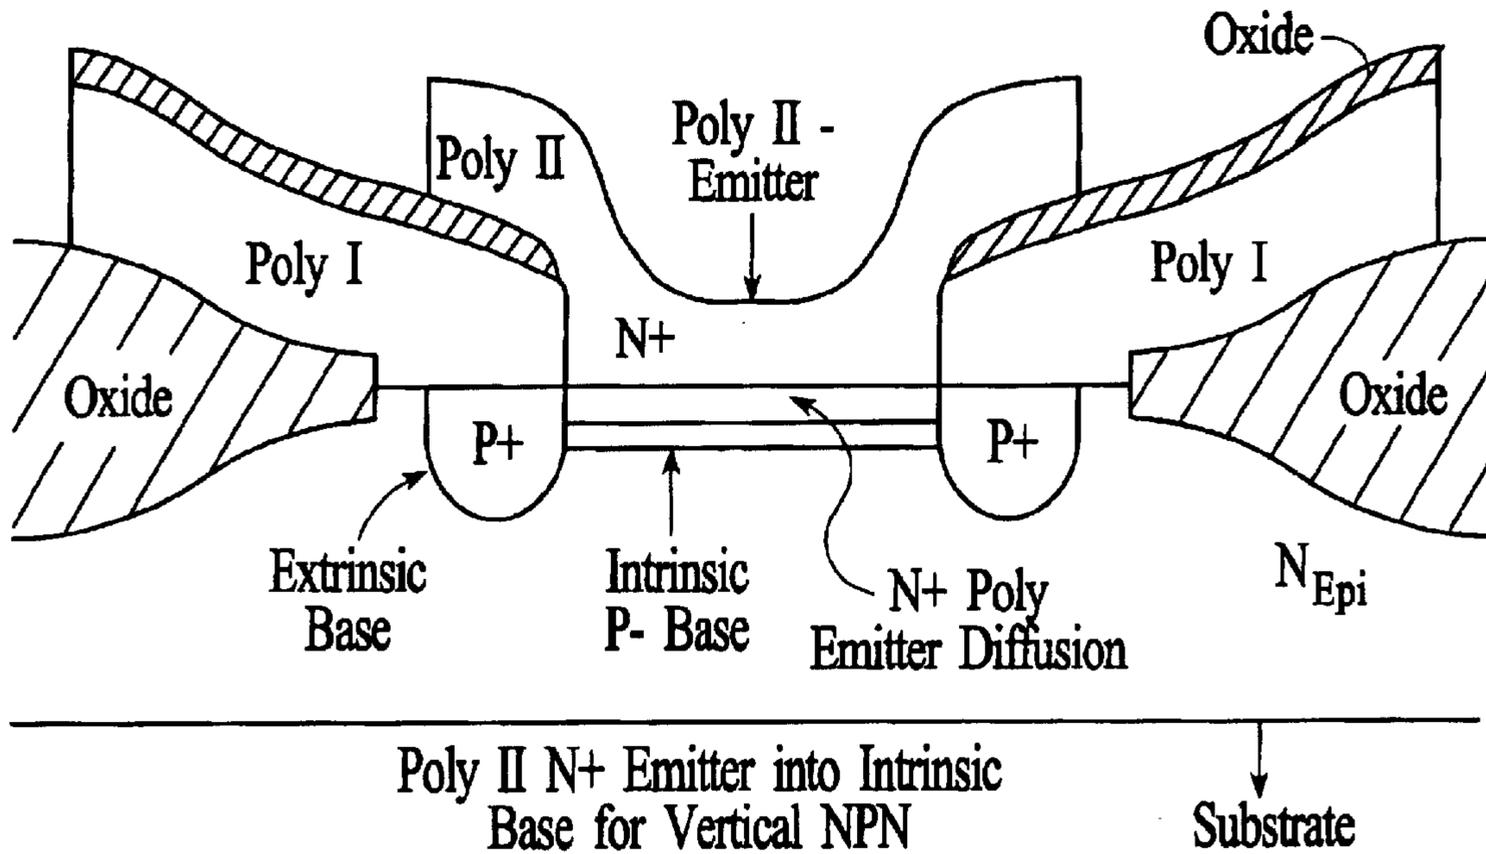 Oxide
Poly II -
Emitter
Poly II
Poly I
Poly I
N+
Oxide
Oxide
P+
P+
Extrinsic
Base
Intrinsic
P- Base
N+ Poly
Emitter Diffusion
NEpi
Poly II N+ Emitter into Intrinsic
Base for Vertical NPN
Substrate